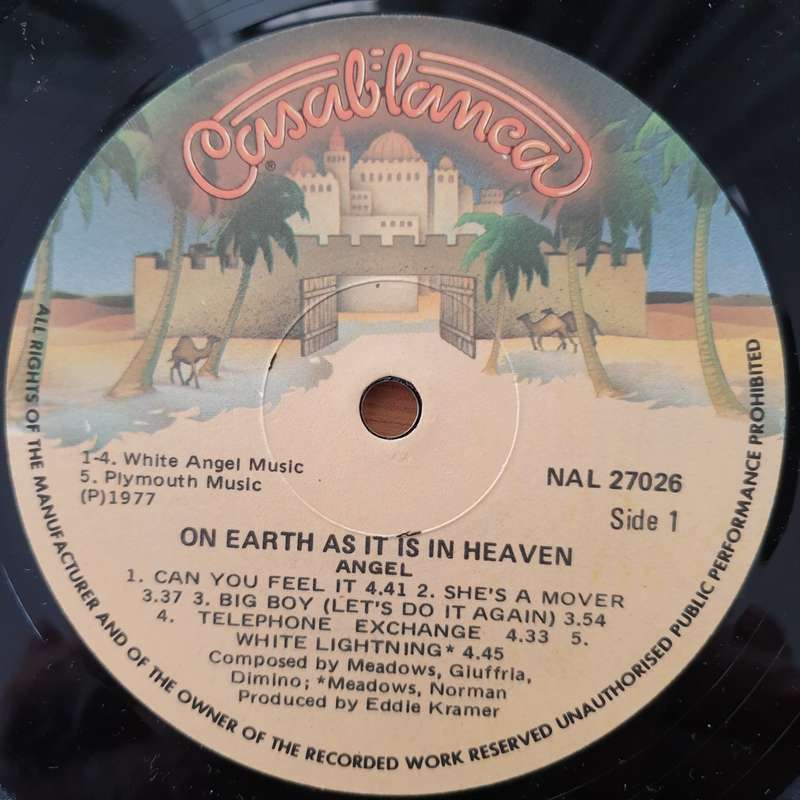 Casablanca
®
1-4. White Angel Music
5. Plymouth Music
(P)1977
NAL 27026
Side 1
ON EARTH AS IT IS IN HEAVEN
ANGEL
1. CAN YOU FEEL IT 4.41 2. SHE'S A MOVER
3.37 3. BIG BOY (LET'S DO IT AGAIN) 3.54
4. TELEPHONE EXCHANGE 4.33 5.
WHITE LIGHTNING* 4.45
Composed by Meadows, Giuffria,
Dimino; *Meadows, Norman
Produced by Eddie Kramer
ALL RIGHTS OF THE MANUFACTURER AND OF THE OWNER OF THE RECORDED WORK RESERVED UNAUTHORISED PUBLIC PERFORMANCE PROHIBITED